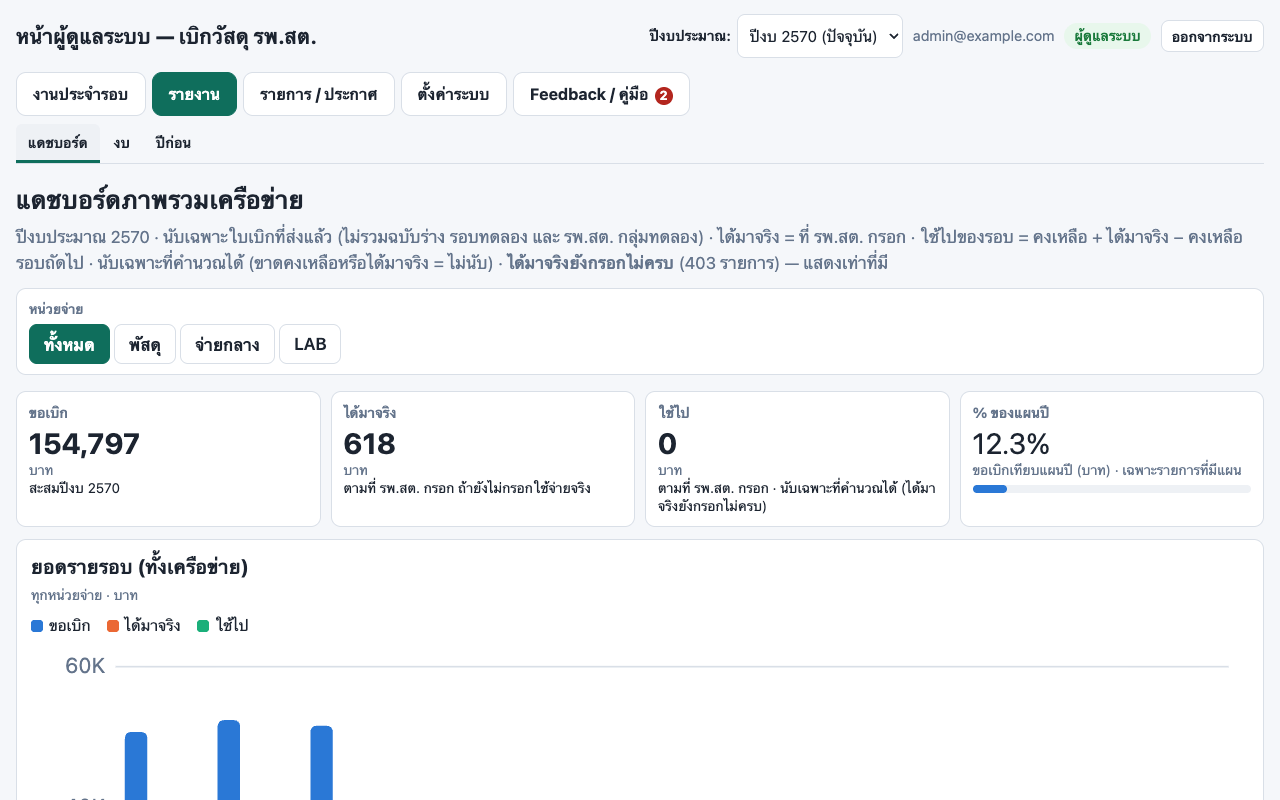 หน้าผู้ดูแลระบบ — เบิกวัสดุ รพ.สต.
ปีงบประมาณ: ปีงบ 2570 (ปัจจุบัน) admin@example.com ผู้ดูแลระบบ ออกจากระบบ
งานประจำรอบ รายงาน รายการ / ประกาศ ตั้งค่าระบบ Feedback / คู่มือ 2
แดชบอร์ด งบ ปีก่อน
แดชบอร์ดภาพรวมเครือข่าย
ปีงบประมาณ 2570 · นับเฉพาะใบเบิกที่ส่งแล้ว (ไม่รวมฉบับร่าง รอบทดลอง และ รพ.สต. กลุ่มทดลอง) · ได้มาจริง = ที่ รพ.สต. กรอก · ใช้ไปของรอบ = คงเหลือ + ได้มาจริง − คงเหลือ
รอบถัดไป · นับเฉพาะที่คำนวณได้ (ขาดคงเหลือหรือได้มาจริง = ไม่นับ) · ได้มาจริงยังกรอกไม่ครบ (403 รายการ) — แสดงเท่าที่มี
หน่วยจ่าย
ทั้งหมด พัสดุ จ่ายกลาง LAB
ขอเบิก
154,797
บาท
สะสมปีงบ 2570
ได้มาจริง
618
บาท
ตามที่ รพ.สต. กรอก ถ้ายังไม่กรอกใช้จ่ายจริง
ใช้ไป
0
บาท
ตามที่ รพ.สต. กรอก · นับเฉพาะที่คำนวณได้ (ได้มา
จริงยังกรอกไม่ครบ)
% ของแผนปี
12.3%
ขอเบิกเทียบแผนปี (บาท) · เฉพาะรายการที่มีแผน
ยอดรายรอบ (ทั้งเครือข่าย)
ทุกหน่วยจ่าย · บาท
ขอเบิก ได้มาจริง ใช้ไป
60K